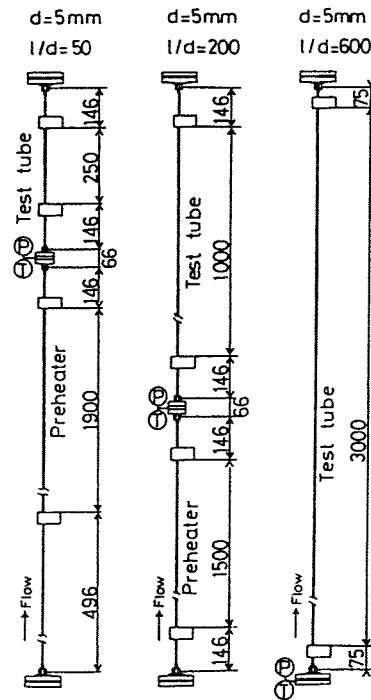 d=5mm
l/d=50
146
Test tube
250
146
P
T
66
146
Preheater
1900
Flow
496
d=5mm
l/d=200
146
Test tube
1000
146
P
T
66
146
Preheater
1500
Flow
146
d=5mm
l/d=600
75
Test tube
3000
Flow
75
P
T